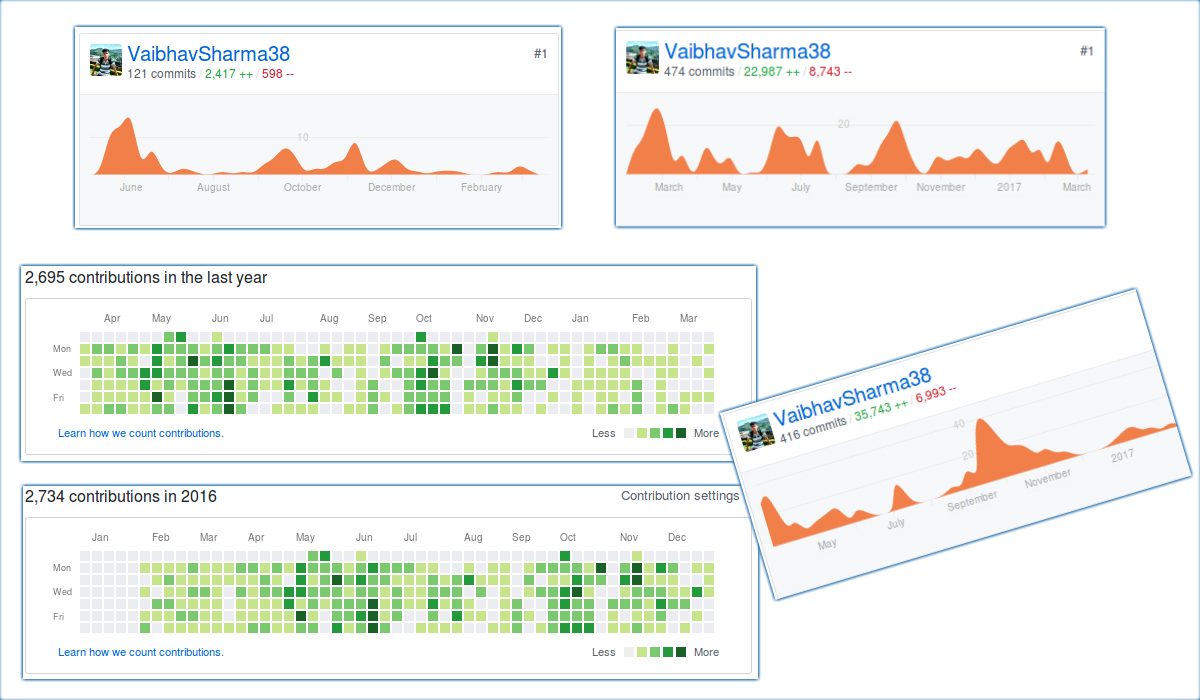 VaibhavSharma38
#1
121 commits / 2,417 ++ / 598 --
10
June August October December February
VaibhavSharma38
#1
474 commits / 22,987 ++ / 8,743 --
20
March May July September November 2017 March
2,695 contributions in the last year
Apr May Jun Jul Aug Sep Oct Nov Dec Jan Feb Mar
Mon
Wed
Fri
Learn how we count contributions.
Less More
VaibhavSharma38
416 commits / 35,743 ++ / 6,993 --
40
20
May July September November 2017
2,734 contributions in 2016
Contribution settings
Jan Feb Mar Apr May Jun Jul Aug Sep Oct Nov Dec
Mon
Wed
Fri
Learn how we count contributions.
Less More